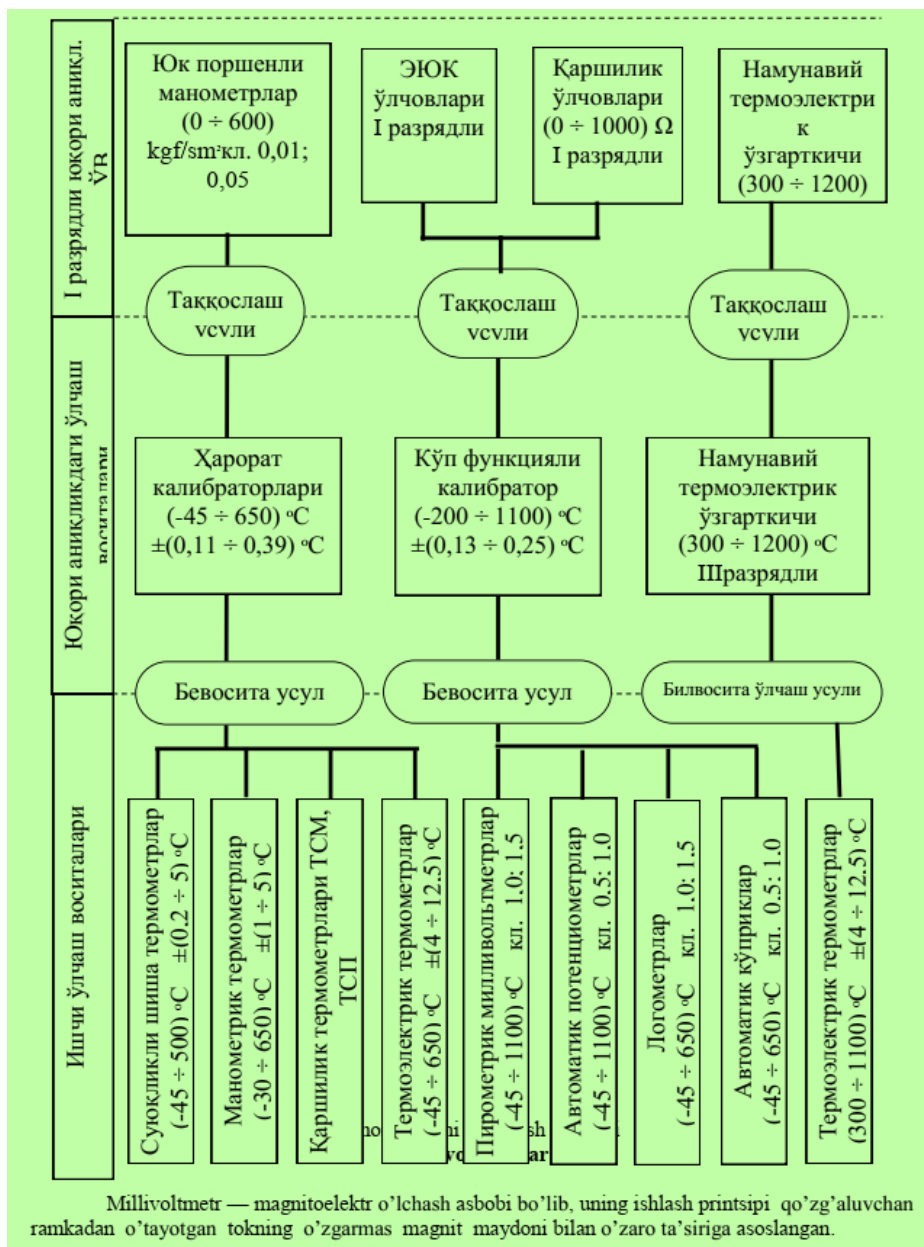 I разрядли юқори аниқл.
ЎВ
Юк поршенли
манометрлар
(0 ÷ 600)
kgf/sm²кл. 0,01;
0,05
ЭЮК
ўлчовлари
I разрядли
Қаршилик
ўлчовлари
(0 ÷ 1000) Ω
I разрядли
Намунавий
термоэлектри
к
ўзгарткичи
(300 ÷ 1200)
Таққослаш
усули
Таққослаш
усули
Таққослаш
усули
Юқори аниқликдаги ўлчаш
воситалари
Ҳарорат
калибраторлари
(-45 ÷ 650) ᵒC
±(0,11 ÷ 0,39) ᵒC
Кўп функцияли
калибратор
(-200 ÷ 1100) ᵒC
±(0,13 ÷ 0,25) ᵒC
Намунавий
термоэлектрик
ўзгарткичи
(300 ÷ 1200) ᵒC
IIIразрядли
Бевосита усул
Бевосита усул
Билвосита ўлчаш усули
Ишчи ўлчаш воситалари
Суюқликли шиша термометрлар
(-45 ÷ 500) ᵒC ±(0.2 ÷ 5) ᵒC
Манометрик термометрлар
(-30 ÷ 650) ᵒC ±(1 ÷ 5) ᵒC
Қаршилик термометрлари ТСМ,
ТСП
Термоэлектрик термометрлар
(-45 ÷ 650) ᵒC ±(4 ÷ 12.5) ᵒC
Пирометрик милливольтметрлар
(-45 ÷ 1100) ᵒC кл. 1.0: 1.5
Автоматик потенциометрлар
(-45 ÷ 1100) ᵒC кл. 0.5: 1.0
Логометрлар
(-45 ÷ 650) ᵒC кл. 1.0: 1.5
Автоматик кўприклар
(-45 ÷ 650) ᵒC кл. 0.5: 1.0
Термоэлектрик термометрлар
(300 ÷ 1100) ᵒC ±(4 ÷ 12.5) ᵒC
Millivoltmetr — magnitoelektr o’lchash asbobi bo’lib, uning ishlash printsipi qo’zg’aluvchan
ramkadan o’tayotgan tokning o’zgarmas magnit maydoni bilan o’zaro ta’siriga asoslangan.